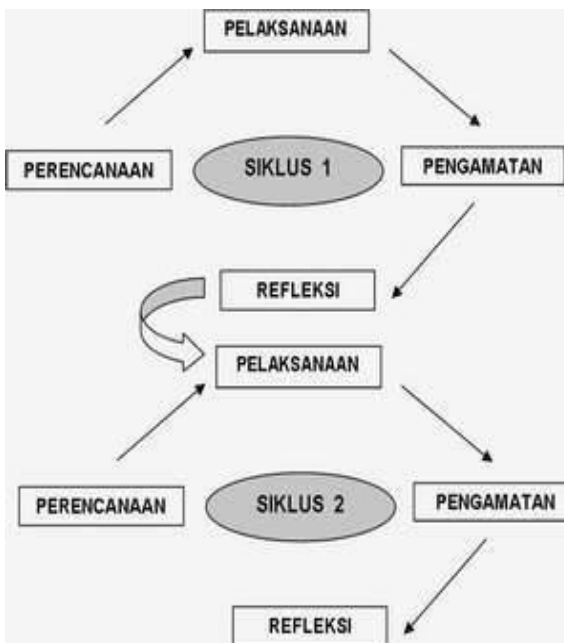 PELAKSANAAN
PERENCANAAN
SIKLUS 1
PENGAMATAN
REFLEKSI
PELAKSANAAN
PERENCANAAN
SIKLUS 2
PENGAMATAN
REFLEKSI